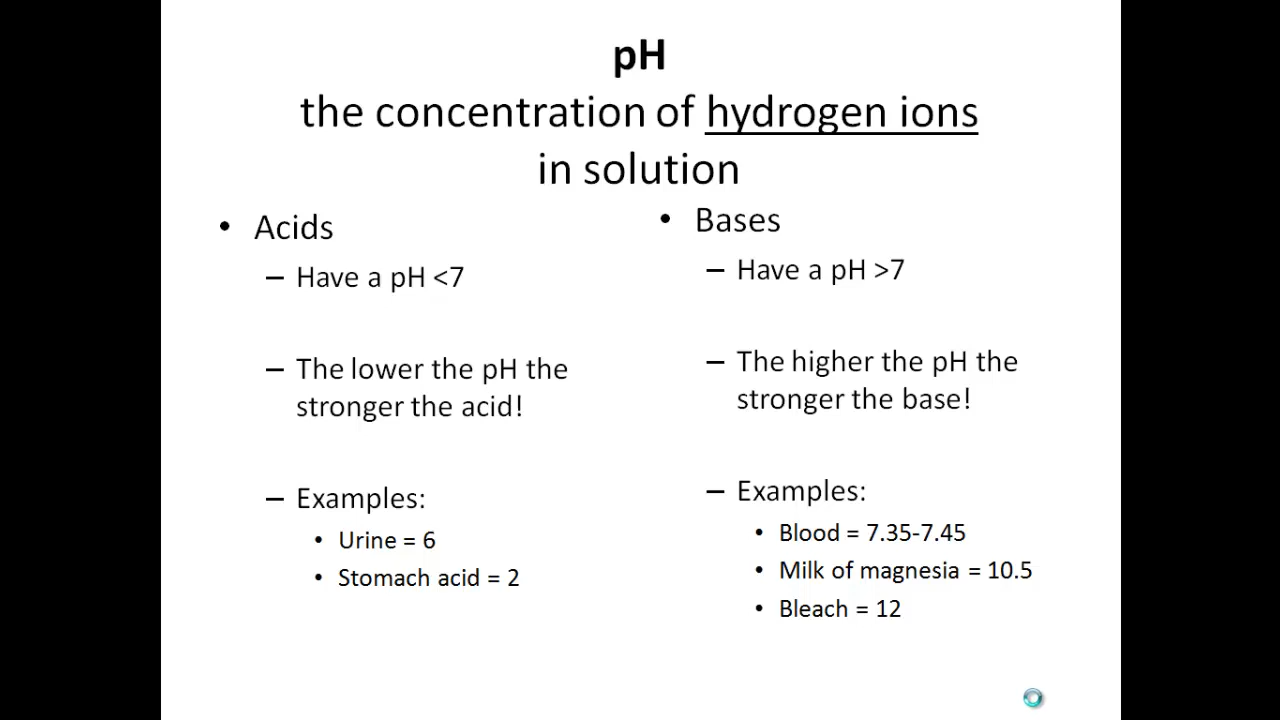 pH
the concentration of hydrogen ions
in solution
• Acids
– Have a pH <7
– The lower the pH the
stronger the acid!
– Examples:
• Urine = 6
• Stomach acid = 2
• Bases
– Have a pH >7
– The higher the pH the
stronger the base!
– Examples:
• Blood = 7.35-7.45
• Milk of magnesia = 10.5
• Bleach = 12